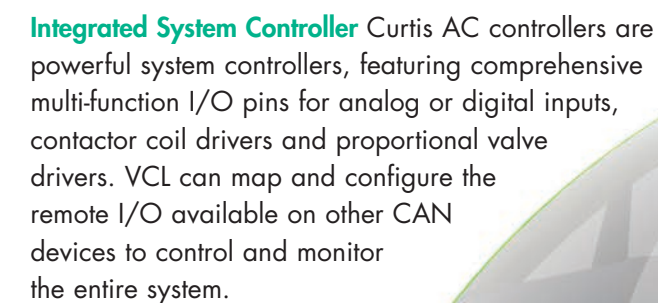 Integrated System Controller Curtis AC controllers are
powerful system controllers, featuring comprehensive
multi-function I/O pins for analog or digital inputs,
contactor coil drivers and proportional valve
drivers. VCL can map and configure the
remote I/O available on other CAN
devices to control and monitor
the entire system.